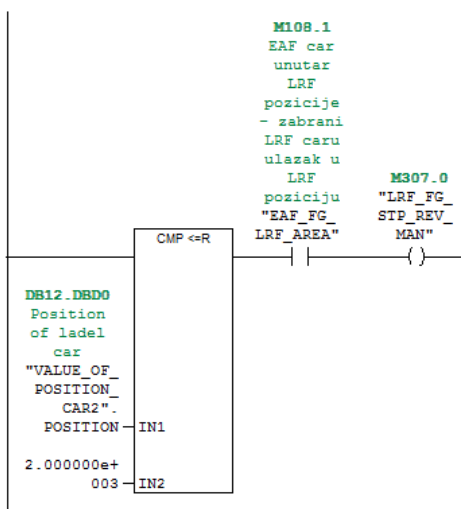 M108.1
EAF car
unutar
LRF
pozicije
- zabrani
LRF caru
ulazak u
LRF
poziciju
"EAF_FG_
LRF_AREA"
M307.0
"LRF_FG_
STP_REV_
MAN"
CMP <=R
DB12.DBD0
Position
of ladel
car
"VALUE_OF_
POSITION_
CAR2".
POSITION
IN1
2.000000e+
003
IN2